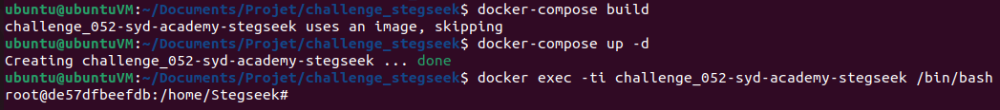 ubuntu@ubuntuVM:~/Documents/Projet/challenge_stegseek$ docker-compose build
challenge_052-syd-academy-stegseek uses an image, skipping
ubuntu@ubuntuVM:~/Documents/Projet/challenge_stegseek$ docker-compose up -d
Creating challenge_052-syd-academy-stegseek ... done
ubuntu@ubuntuVM:~/Documents/Projet/challenge_stegseek$ docker exec -ti challenge_052-syd-academy-stegseek /bin/bash
root@de57dfbeefdb:/home/Stegseek#